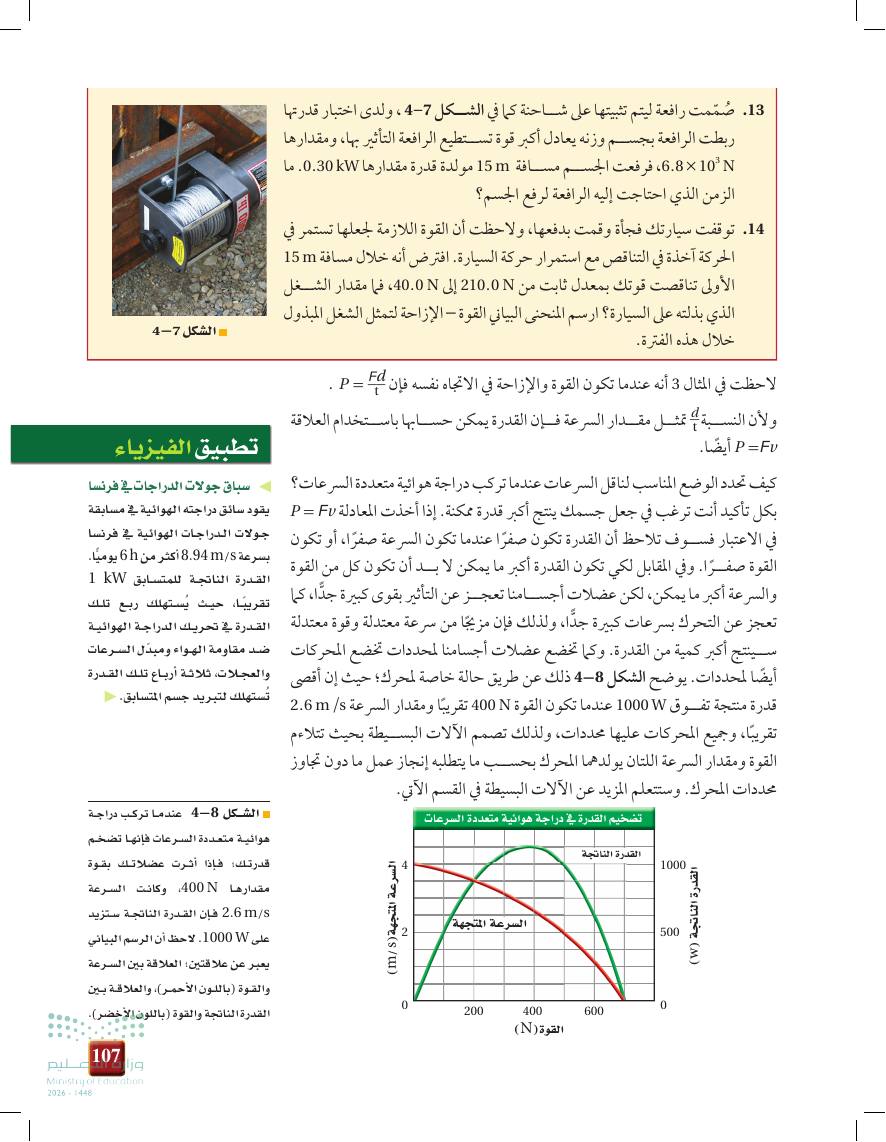 13. صُمّمت رافعة ليتم تثبيتها على شاحنة كما في الشكل 7–4، ولدى اختبار قدرتها
ربطت الرافعة بجسم وزنه يعادل أكبر قوة تستطيع الرافعة التأثير بها، ومقدارها
6.8 × 10³ N، فرفعت الجسم مسافة 15 m مولدة قدرة مقدارها 0.30 kW. ما
الزمن الذي احتاجت إليه الرافعة لرفع الجسم؟
14. توقفت سيارتك فجأة وقمت بدفعها، ولاحظت أن القوة اللازمة لجعلها تستمر في
الحركة آخذة في التناقص مع استمرار حركة السيارة. افترض أنه خلال مسافة 15 m
الأولى تناقصت قوتك بمعدل ثابت من 210.0 N إلى 40.0 N، فما مقدار الشغل
الذي بذلته على السيارة؟ ارسم المنحنى البياني القوة – الإزاحة لتمثل الشغل المبذول
خلال هذه الفترة.
الشكل 7–4
لاحظت في المثال 3 أنه عندما تكون القوة والإزاحة في الاتجاه نفسه فإن P = Fd/t .
ولأن النسبة d/t تمثل مقدار السرعة فإن القدرة يمكن حسابها باستخدام العلاقة
P = Fv أيضًا.
كيف تحدد الوضع المناسب لناقل السرعات عندما تركب دراجة هوائية متعددة السرعات؟
بكل تأكيد أنت ترغب في جعل جسمك ينتج أكبر قدرة ممكنة. إذا أخذت المعادلة P = Fv
في الاعتبار فسوف تلاحظ أن القدرة تكون صفرًا عندما تكون السرعة صفرًا، أو تكون
القوة صفرًا. وفي المقابل لكي تكون القدرة أكبر ما يمكن لا بد أن تكون كل من القوة
والسرعة أكبر ما يمكن، لكن عضلات أجسامنا تعجز عن التأثير بقوى كبيرة جدًّا، كما
تعجز عن التحرك بسرعات كبيرة جدًّا، ولذلك فإن مزيجًا من سرعة معتدلة وقوة معتدلة
سينتج أكبر كمية من القدرة. وكما تخضع عضلات أجسامنا لمحددات تخضع المحركات
أيضًا لمحددات. يوضح الشكل 8–4 ذلك عن طريق حالة خاصة لمحرك؛ حيث إن أقصى
قدرة منتجة تفوق 1000 W عندما تكون القوة 400 N تقريبًا ومقدار السرعة 2.6 m/s
تقريبًا، وجميع المحركات عليها محددات، ولذلك تصمم الآلات البسيطة بحيث تتلاءم
القوة ومقدار السرعة اللتان يولدهما المحرك بحسب ما يتطلبه إنجاز عمل ما دون تجاوز
محددات المحرك. وستتعلم المزيد عن الآلات البسيطة في القسم الآتي.
تطبيق الفيزياء
سباق جولات الدراجات في فرنسا
يقود سائق دراجته الهوائية في مسابقة
جولات الدراجات الهوائية في فرنسا
بسرعة 8.94 m/s أكثر من 6 h يوميًّا.
القدرة الناتجة للمتسابق 1 kW
تقريبًا، حيث يُستهلك ربع تلك
القدرة في تحريك الدراجة الهوائية
ضد مقاومة الهواء ومبدّل السرعات
والعجلات، ثلاثة أرباع تلك القدرة
تُستهلك لتبريد جسم المتسابق.
الشكل 8–4 عندما تركب دراجة
هوائية متعددة السرعات فإنها تضخم
قدرتك؛ فإذا أثرت عضلاتك بقوة
مقدارها 400 N، وكانت السرعة
2.6 m/s فإن القدرة الناتجة ستزيد
على 1000 W. لاحظ أن الرسم البياني
يعبر عن علاقتين؛ العلاقة بين السرعة
والقوة (باللون الأحمر)، والعلاقة بين
القدرة الناتجة والقوة (باللون الأخضر).
تضخيم القدرة في دراجة هوائية متعددة السرعات
القدرة الناتجة
السرعة المتجهة
السرعة المتجهة (m/s)
4
2
0
القدرة الناتجة (W)
1000
500
0
200 400 600
القوة (N)
107
وزارة التعليم
Ministry of Education
2026 - 1448